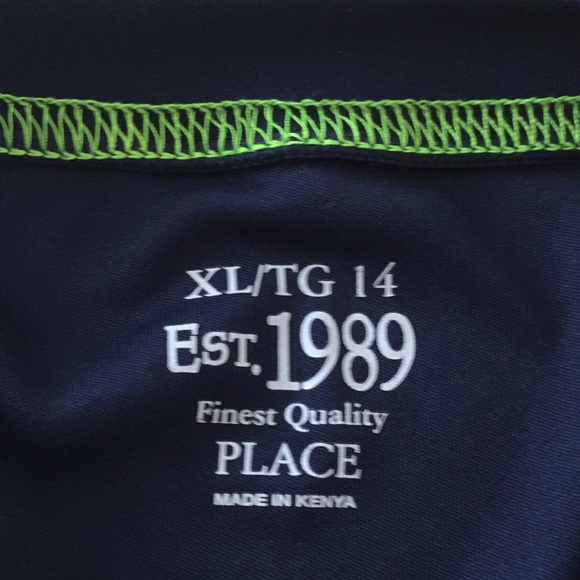 XL/TG 14
EST. 1989
Finest Quality
PLACE
MADE IN KENYA